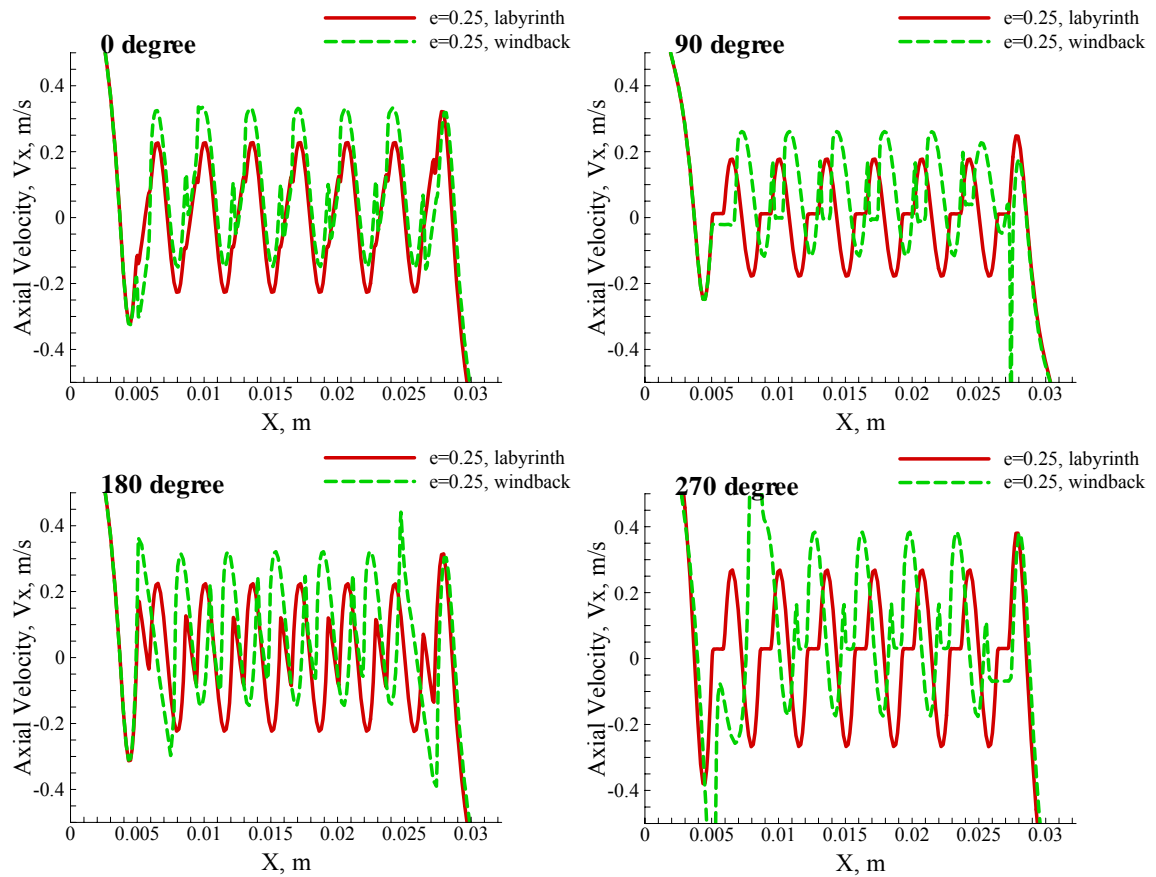 e=0.25, labyrinth
e=0.25, windback
0 degree
0.4
0.2
0
-0.2
-0.4
Axial Velocity, Vx, m/s
0 0.005 0.01 0.015 0.02 0.025 0.03
X, m
e=0.25, labyrinth
e=0.25, windback
90 degree
0.4
0.2
0
-0.2
-0.4
Axial Velocity, Vx, m/s
0 0.005 0.01 0.015 0.02 0.025 0.03
X, m
e=0.25, labyrinth
e=0.25, windback
180 degree
0.4
0.2
0
-0.2
-0.4
Axial Velocity, Vx, m/s
0 0.005 0.01 0.015 0.02 0.025 0.03
X, m
e=0.25, labyrinth
e=0.25, windback
270 degree
0.4
0.2
0
-0.2
-0.4
Axial Velocity, Vx, m/s
0 0.005 0.01 0.015 0.02 0.025 0.03
X, m